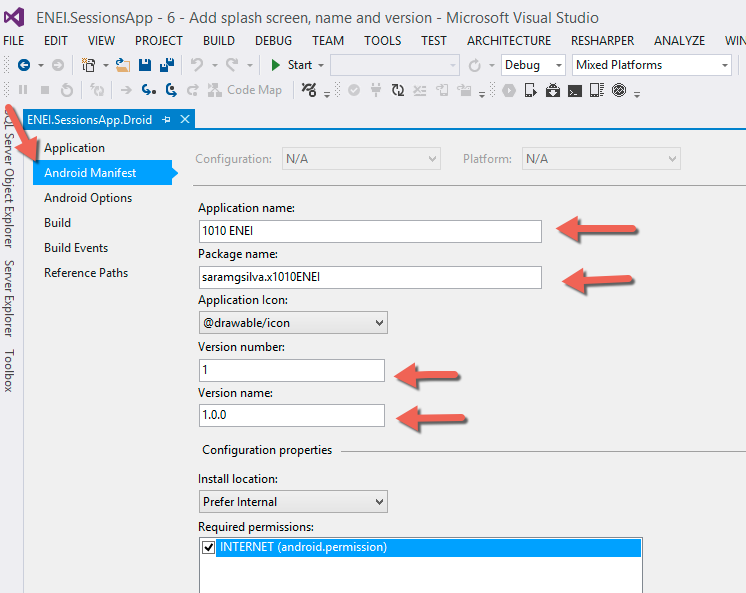 ENEI.SessionsApp - 6 - Add splash screen, name and version - Microsoft Visual Studio
FILE EDIT VIEW PROJECT BUILD DEBUG TEAM TOOLS TEST ARCHITECTURE RESHARPER ANALYZE WIN
Start Debug Mixed Platforms
Code Map
ENEI.SessionsApp.Droid
SQL Server Object Explorer
Server Explorer
Toolbox
Application
Android Manifest
Android Options
Build
Build Events
Reference Paths
Configuration: N/A Platform: N/A
Application name:
1010 ENEI
Package name:
saramgsilva.x1010ENEI
Application Icon:
@drawable/icon
Version number:
1
Version name:
1.0.0
Configuration properties
Install location:
Prefer Internal
Required permissions:
INTERNET (android.permission)